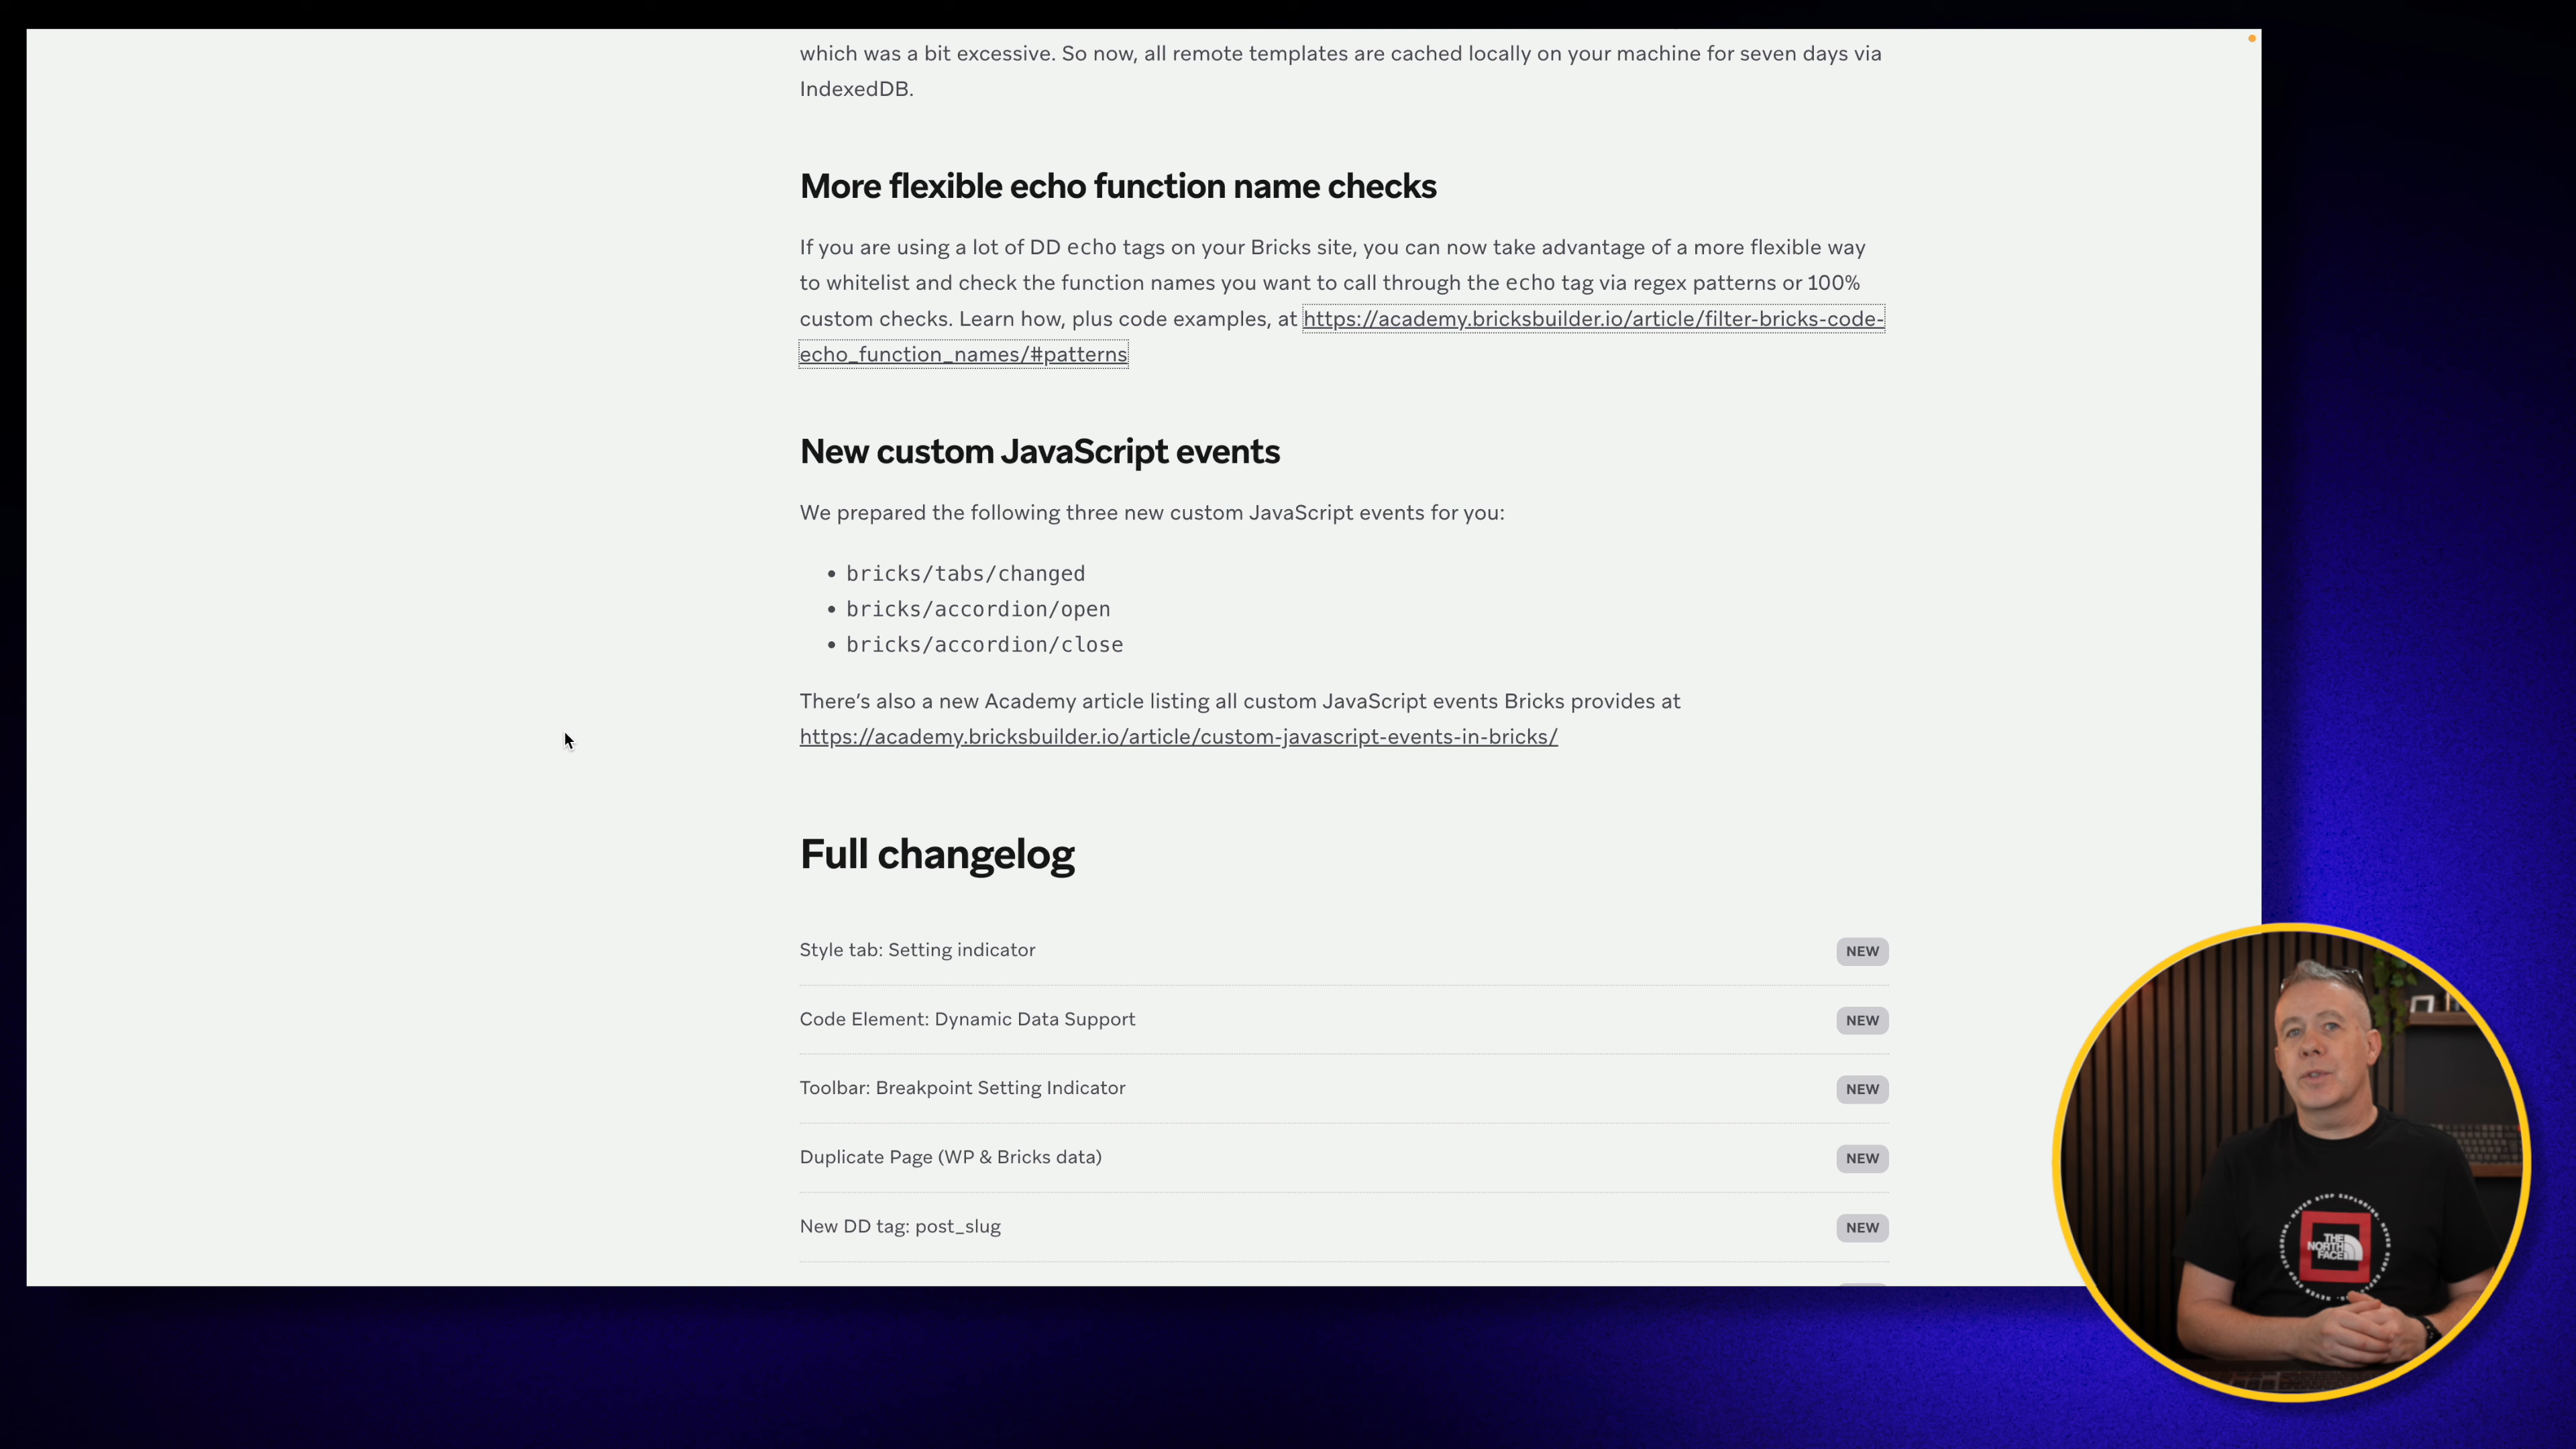 which was a bit excessive. So now, all remote templates are cached locally on your machine for seven days via
IndexedDB.
More flexible echo function name checks
If you are using a lot of DD echo tags on your Bricks site, you can now take advantage of a more flexible way
to whitelist and check the function names you want to call through the echo tag via regex patterns or 100%
custom checks. Learn how, plus code examples, at https://academy.bricksbuilder.io/article/filter-bricks-code-
echo_function_names/#patterns
New custom JavaScript events
We prepared the following three new custom JavaScript events for you:
• bricks/tabs/changed
• bricks/accordion/open
• bricks/accordion/close
There’s also a new Academy article listing all custom JavaScript events Bricks provides at
https://academy.bricksbuilder.io/article/custom-javascript-events-in-bricks/
Full changelog
Style tab: Setting indicator NEW
Code Element: Dynamic Data Support NEW
Toolbar: Breakpoint Setting Indicator NEW
Duplicate Page (WP & Bricks data) NEW
New DD tag: post_slug NEW
THE
NORTH
FACE